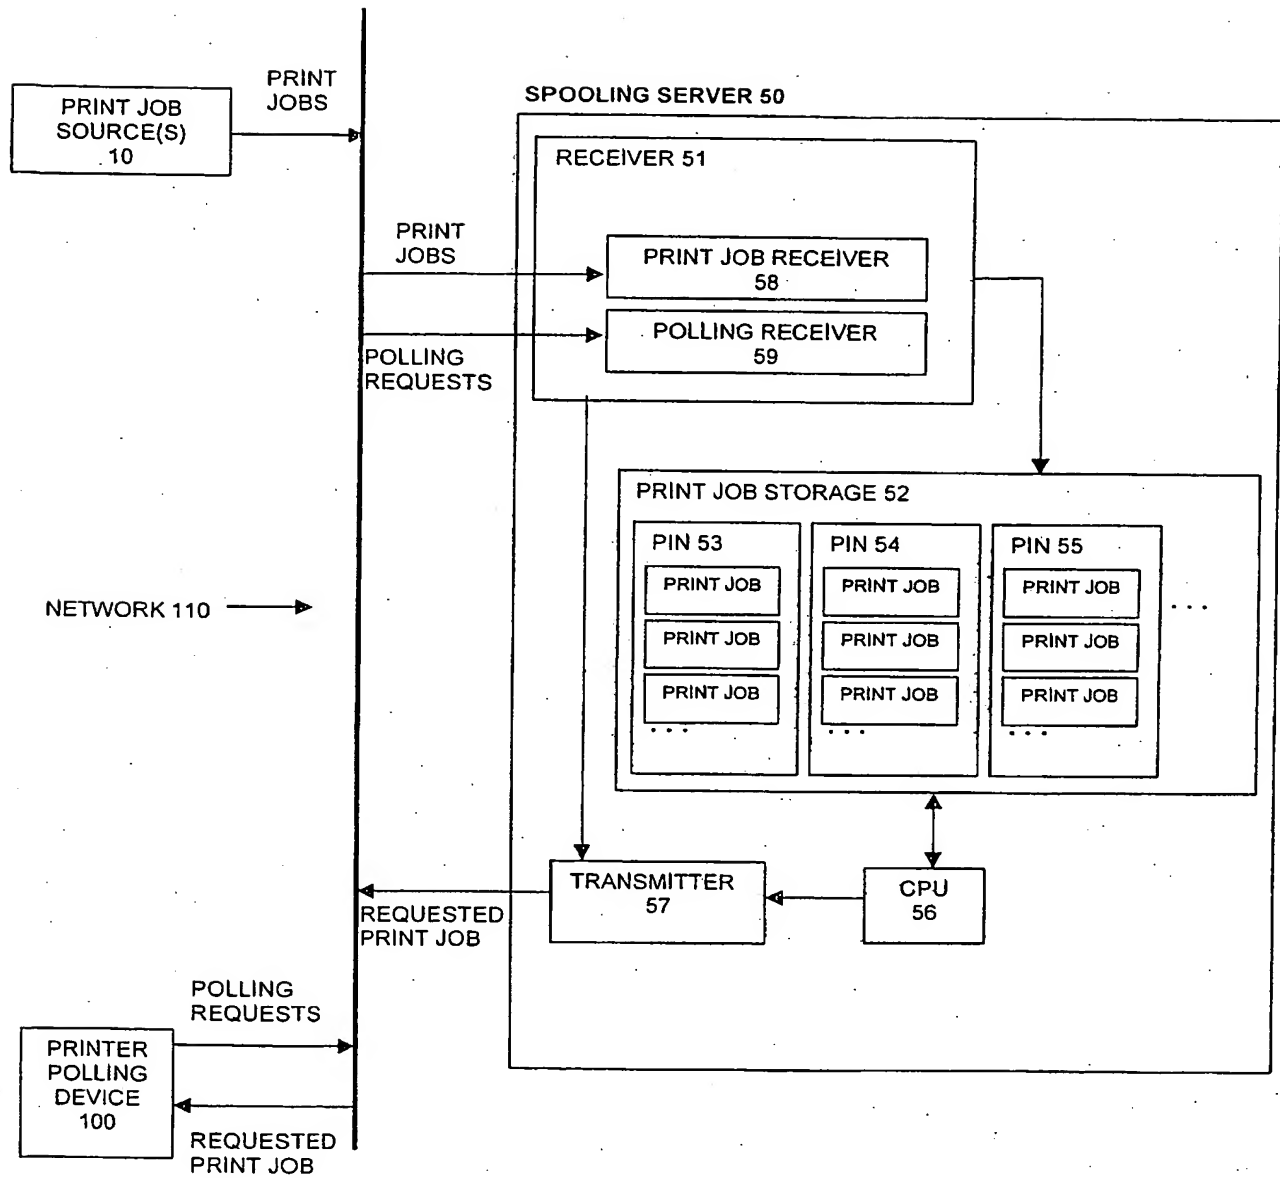 PRINT JOB
SOURCE(S)
10
PRINT
JOBS
SPOOLING SERVER 50
RECEIVER 51
PRINT
JOBS
PRINT JOB RECEIVER
58
POLLING RECEIVER
59
POLLING
REQUESTS
PRINT JOB STORAGE 52
PIN 53
PRINT JOB
PRINT JOB
PRINT JOB
. . .
PIN 54
PRINT JOB
PRINT JOB
PRINT JOB
. . .
PIN 55
PRINT JOB
PRINT JOB
PRINT JOB
. . .
. . .
NETWORK 110
TRANSMITTER
57
CPU
56
REQUESTED
PRINT JOB
POLLING
REQUESTS
PRINTER
POLLING
DEVICE
100
REQUESTED
PRINT JOB